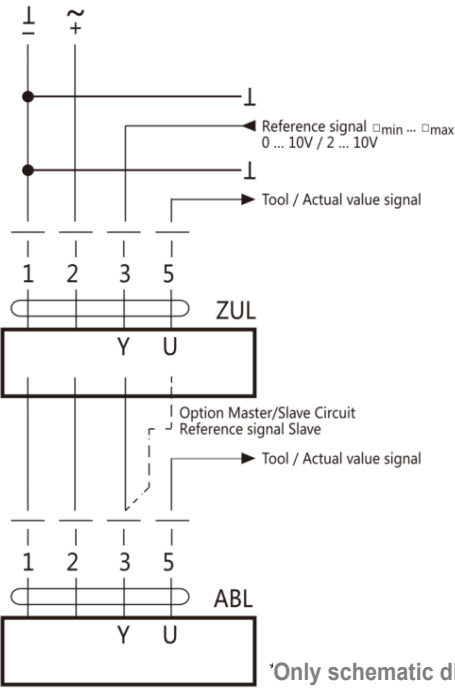 ⊥ ~
− +
⊥
Reference signal □min ... □max
0 ... 10V / 2 ... 10V
⊥
Tool / Actual value signal
1 2 3 5
ZUL
Y U
Option Master/Slave Circuit
Reference signal Slave
Tool / Actual value signal
1 2 3 5
ABL
Y U
*Only schematic